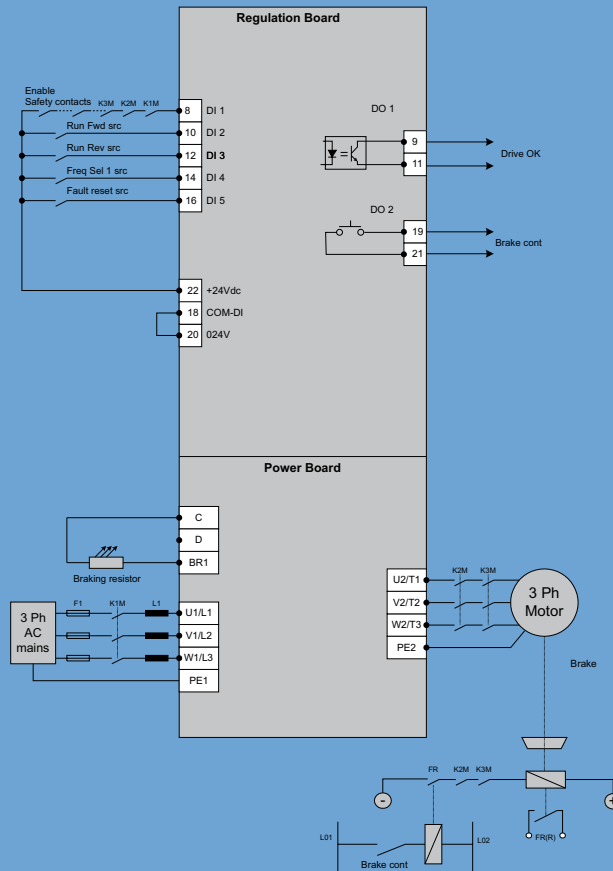 Regulation Board
Enable
Safety contacts K3M K2M K1M
8 DI 1
Run Fwd src
10 DI 2
Run Rev src
12 DI 3
Freq Sel 1 src
14 DI 4
Fault reset src
16 DI 5
DO 1
9
11
Drive OK
DO 2
19
21
Brake cont
22 +24Vdc
18 COM-DI
20 024V
Power Board
C
D
BR1
Braking resistor
3 Ph
AC
mains
F1 K1M L1
U1/L1
V1/L2
W1/L3
PE1
U2/T1
V2/T2
W2/T3
PE2
K2M K3M
3 Ph
Motor
Brake
FR K2M K3M
-
+
FR(R)
L01
L02
Brake cont